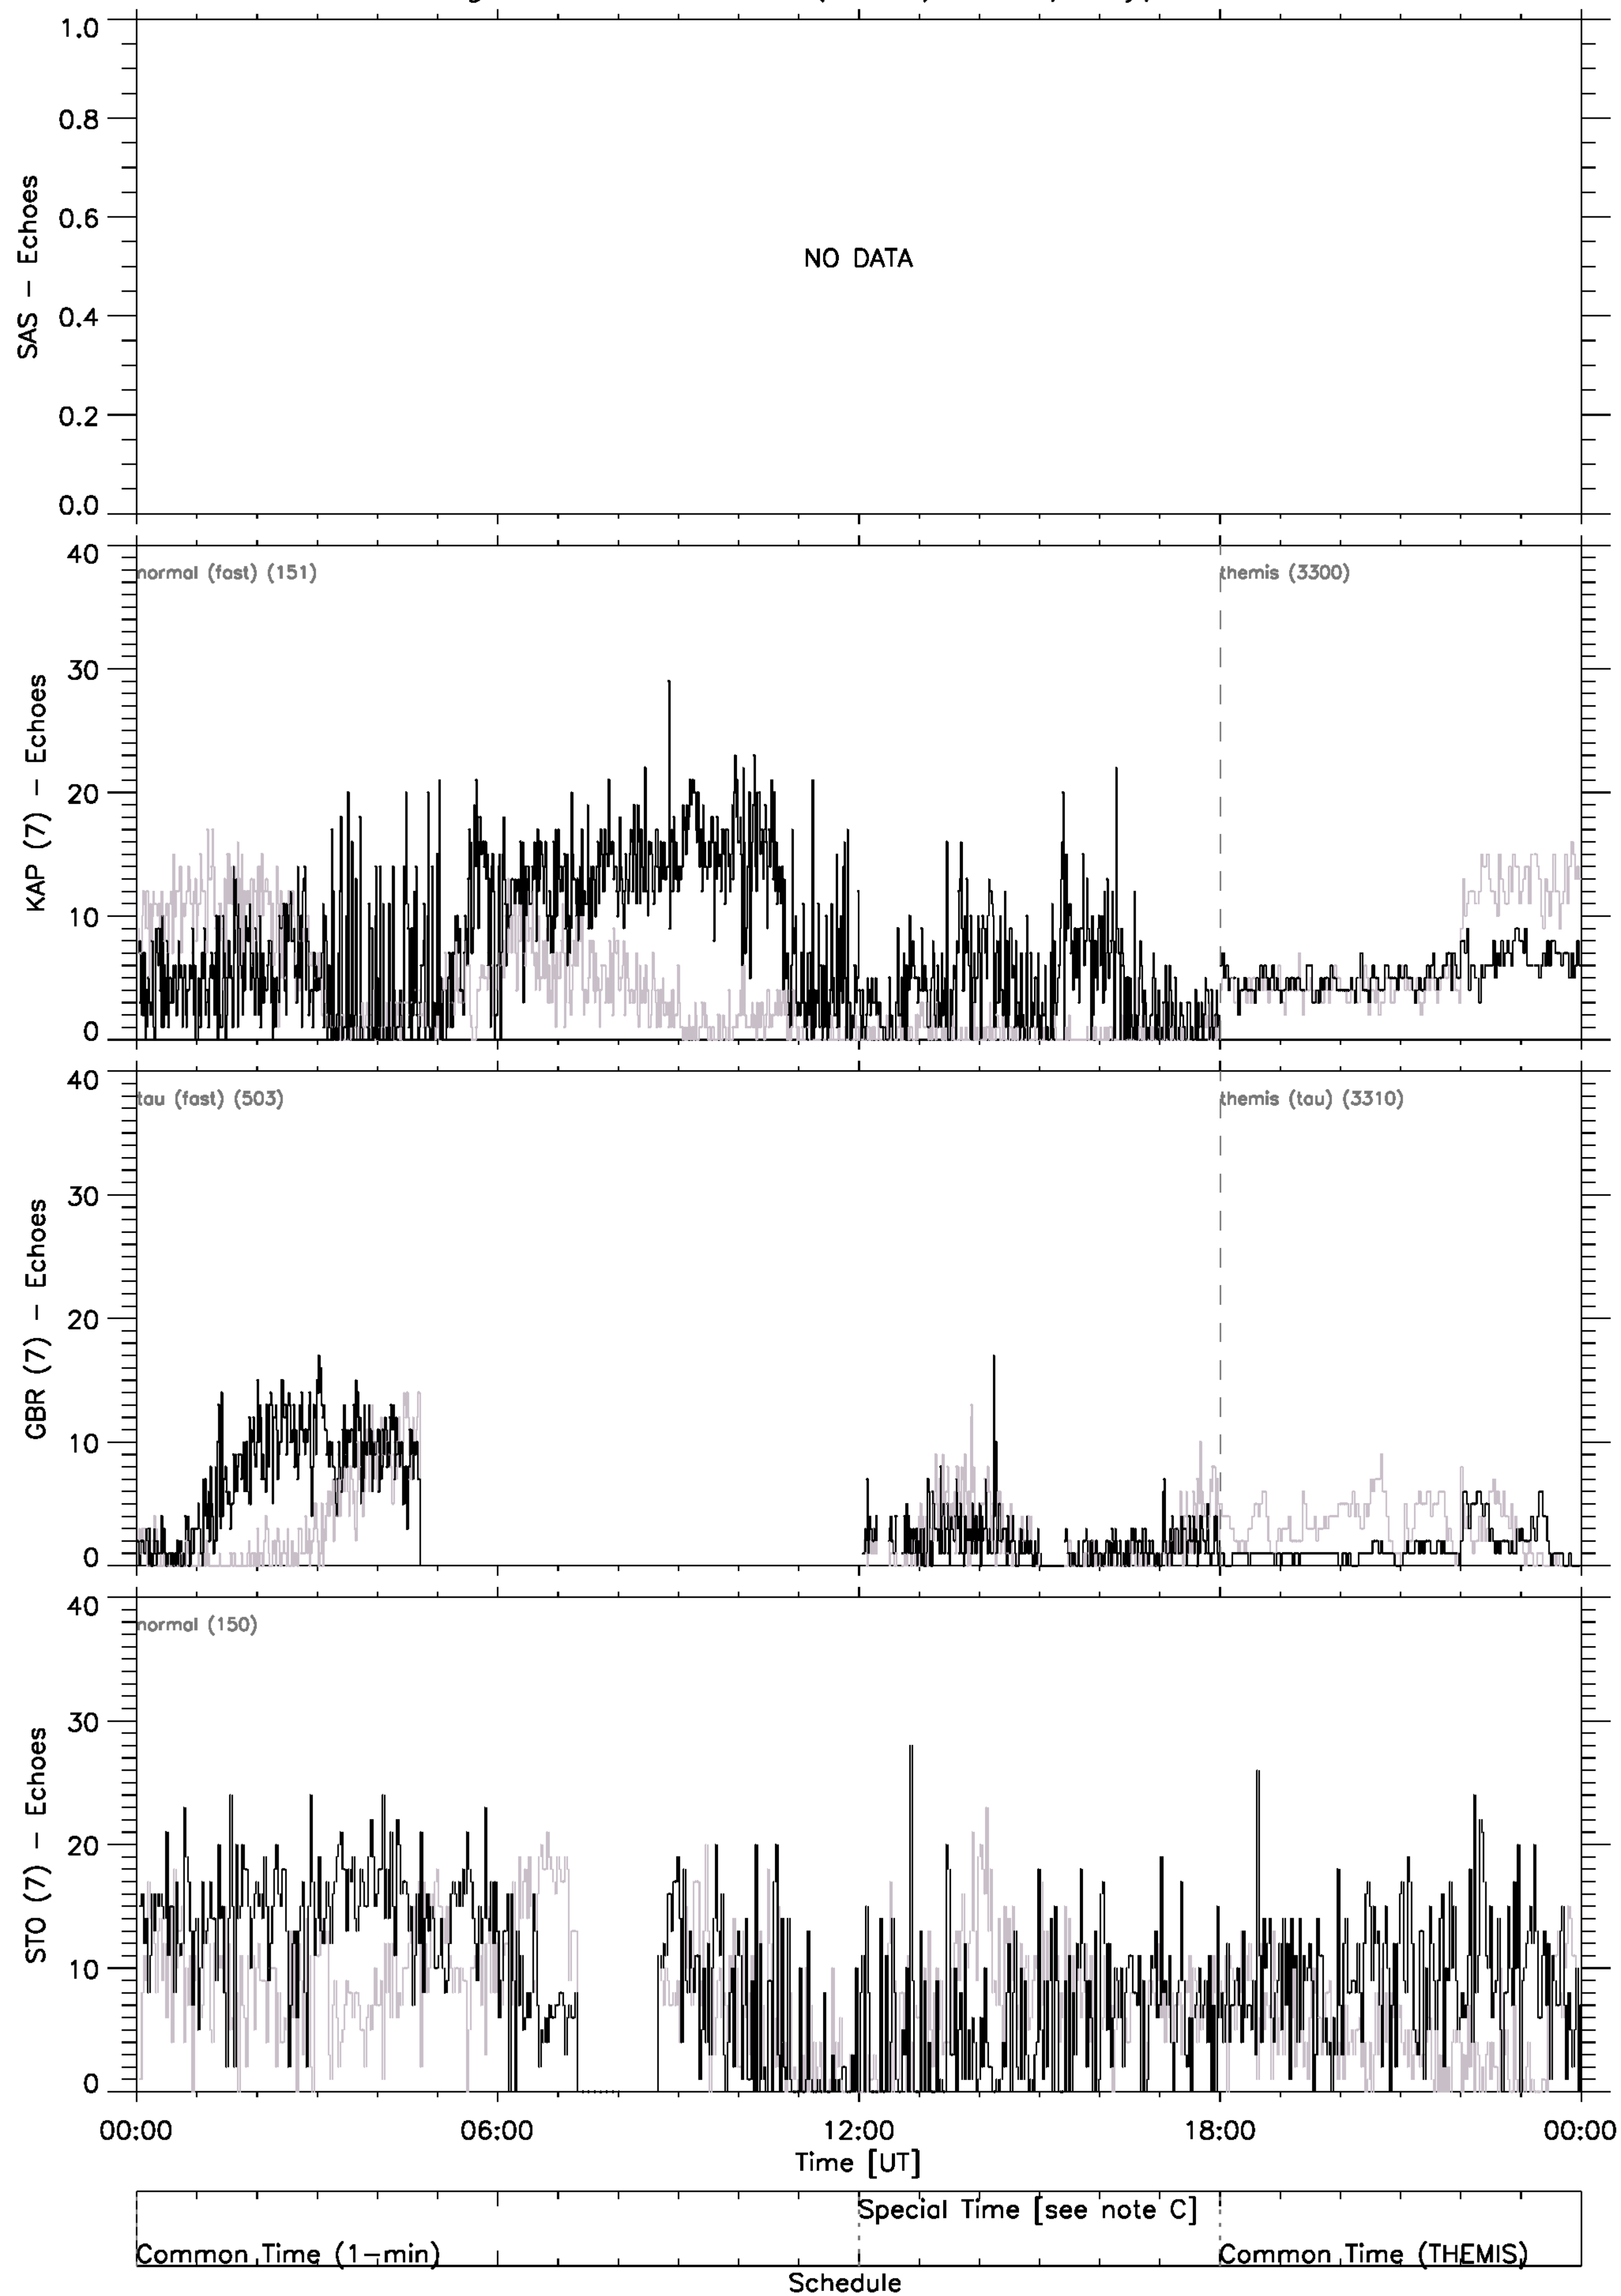 1.0
0.8
0.6
0.4
0.2
0.0
SAS - Echoes
NO DATA
40
30
20
10
0
KAP (7) - Echoes
normal (fast) (151)
themis (3300)
40
30
20
10
0
GBR (7) - Echoes
tau (fast) (503)
themis (tau) (3310)
40
30
20
10
0
STO (7) - Echoes
normal (150)
00:00 06:00 12:00 18:00 00:00
Time [UT]
Special Time [see note C]
Common Time (1-min) Common Time (THEMIS)
Schedule